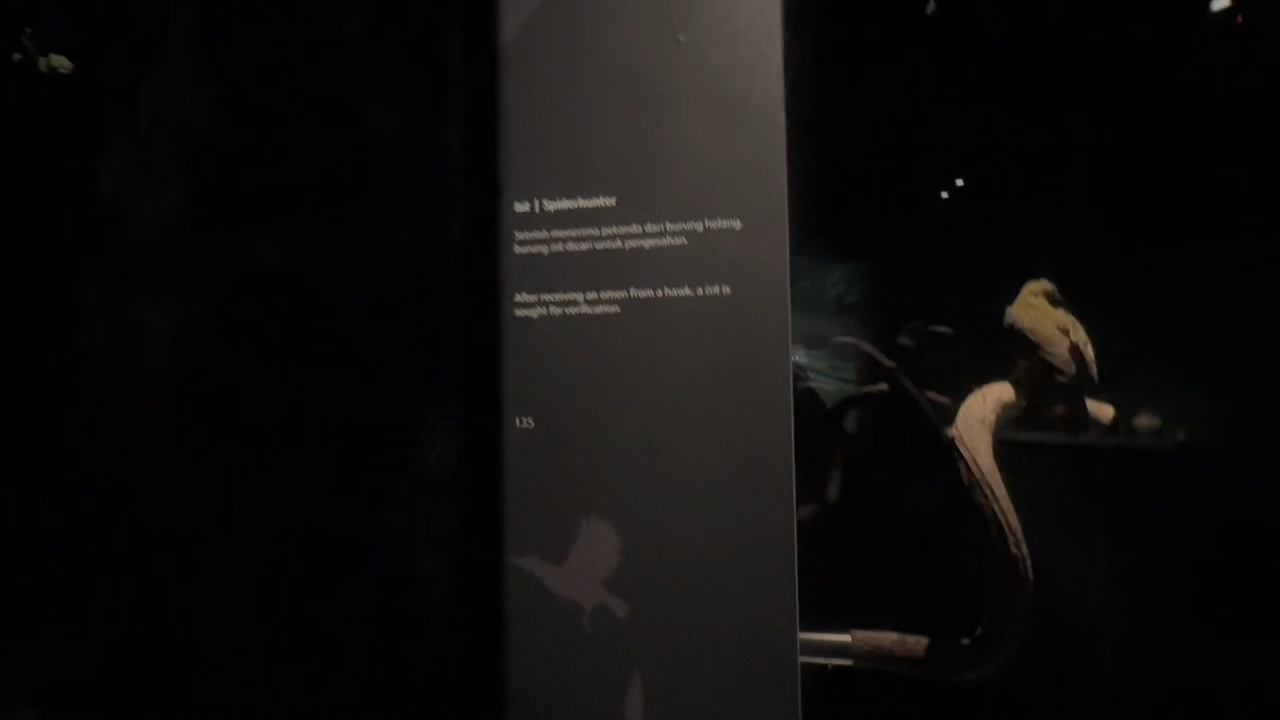 Isit | Spiderhunter
Setelah menerima petanda dari burung helang,
burung isit dicari untuk pengesahan.
After receiving an omen from a hawk, a isit is
sought for verification.
135